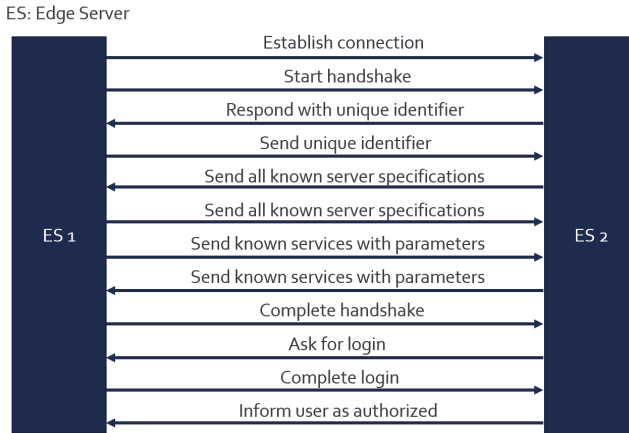 ES: Edge Server
Establish connection
Start handshake
Respond with unique identifier
Send unique identifier
Send all known server specifications
Send all known server specifications
ES 1
ES 2
Send known services with parameters
Send known services with parameters
Complete handshake
Ask for login
Complete login
Inform user as authorized